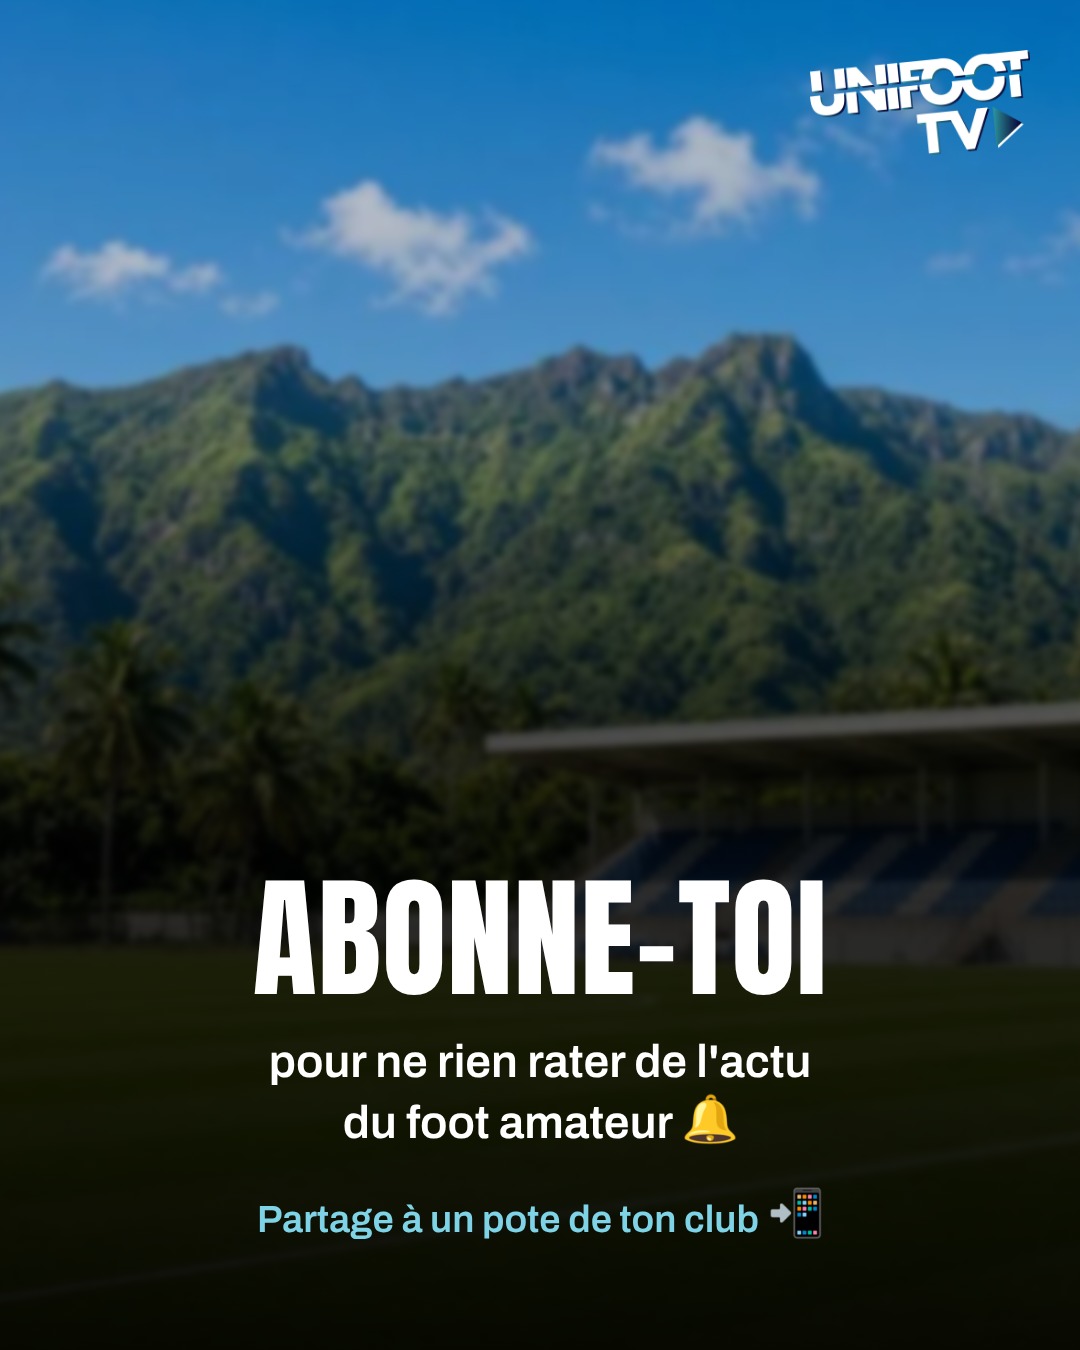 UNIFOOT
TV
ABONNE-TOI
pour ne rien rater de l'actu
du foot amateur 🔔
Partage à un pote de ton club 📲